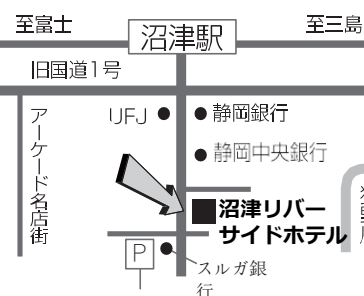 至富士
沼津駅
至三島
旧国道1号
UFJ
静岡銀行
静岡中央銀行
アーケード名店街
沼津リバー
サイドホテル
P
スルガ銀
行